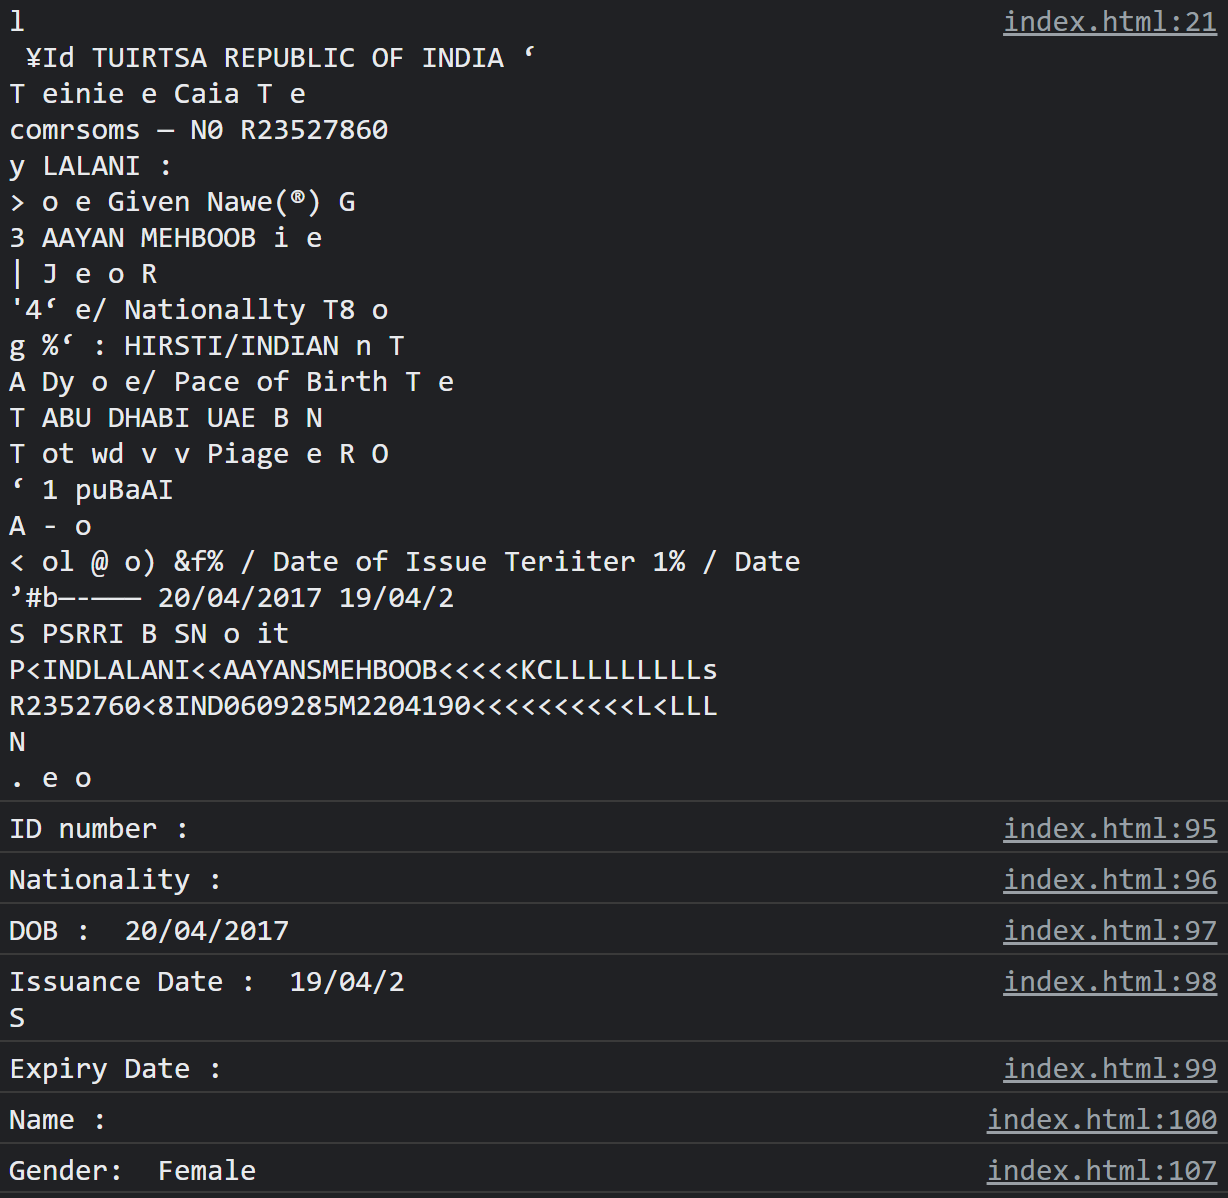 l index.html:21
¥Id TUIRTSA REPUBLIC OF INDIA ‘
T einie e Caia T e
comrsoms — N0 R23527860
y LALANI :
> o e Given Nawe(®) G
3 AAYAN MEHBOOB i e
| J e o R
'4‘ e/ Nationallty T8 o
g %‘ : HIRSTI/INDIAN n T
A Dy o e/ Pace of Birth T e
T ABU DHABI UAE B N
T ot wd v v Piage e R O
‘ 1 puBaAI
A - o
< ol @ o) &f% / Date of Issue Teriiter 1% / Date
’#b—-——— 20/04/2017 19/04/2
S PSRRI B SN o it
P<INDLALANI<<AAYANSMEHBOOB<<<<<KCLLLLLLLLLs
R2352760<8IND0609285M2204190<<<<<<<<<<L<LLL
N
. e o
ID number : index.html:95
Nationality : index.html:96
DOB : 20/04/2017 index.html:97
Issuance Date : 19/04/2 index.html:98
S
Expiry Date : index.html:99
Name : index.html:100
Gender: Female index.html:107